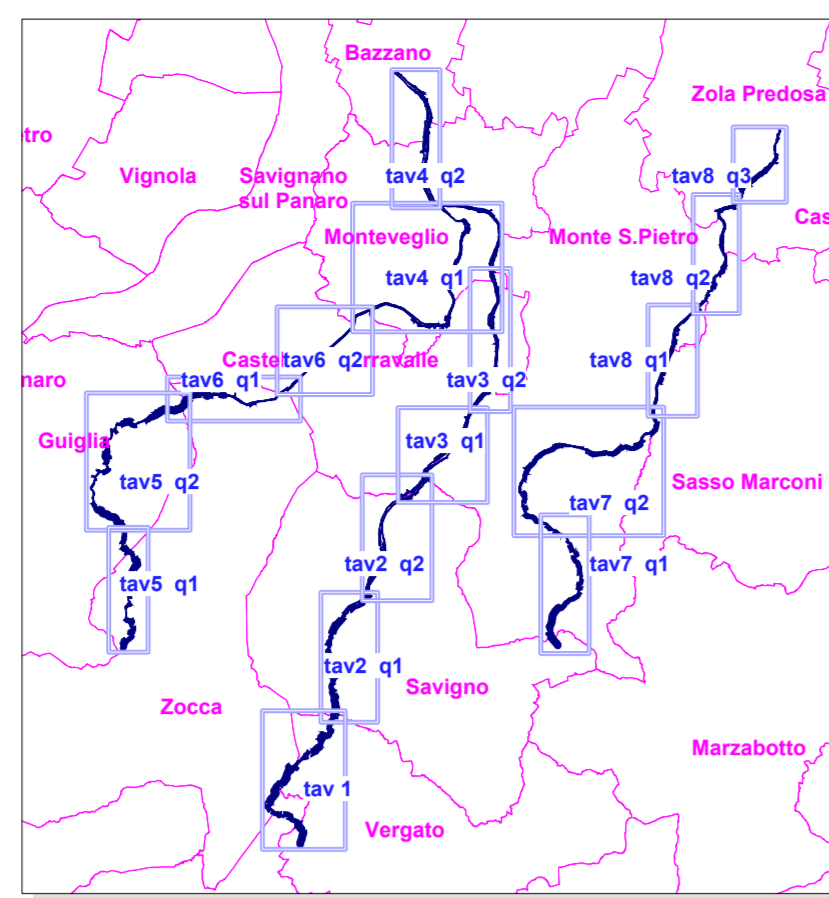 Bazzano
Zola Predosa
tro
Vignola
Savignano
sul Panaro
tav4 q2
tav8 q3
Cas
Monteveglio
Monte S.Pietro
tav4 q1
tav8 q2
Castel
tav6 q2
rravalle
tav8 q1
naro
tav6 q1
tav3 q2
Guiglia
tav3 q1
tav5 q2
Sasso Marconi
tav7 q2
tav2 q2
tav7 q1
tav5 q1
tav2 q1
Savigno
Zocca
Marzabotto
tav 1
Vergato